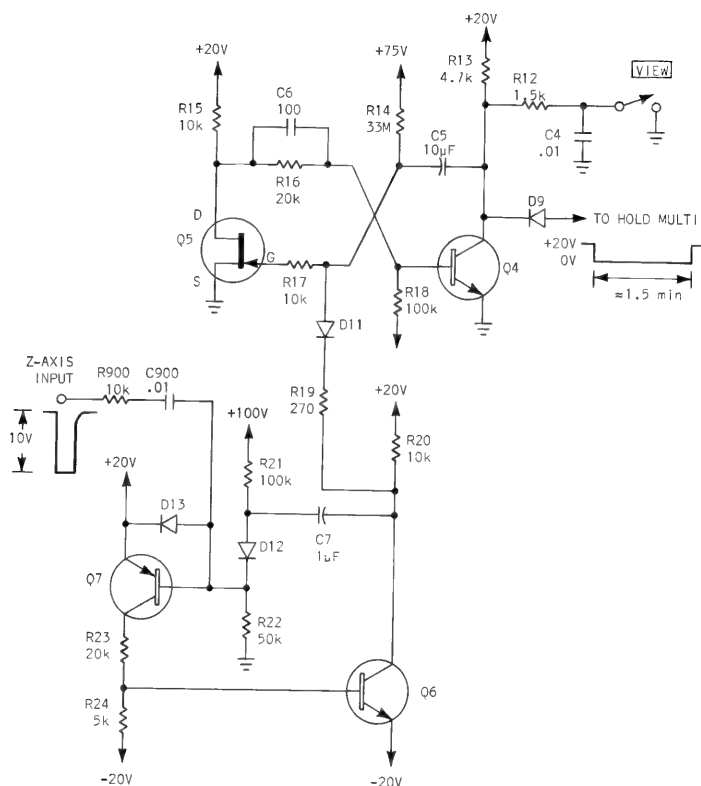 +20V
+20V
+75V
R13
4.7k
R12
1.5k
VIEW
C6
100
R15
10k
R14
33M
C5
10µF
C4
.01
R16
20k
D
Q5
G
S
R17
10k
D9
TO HOLD MULTI
+20V
0V
≈1.5 min
Q4
R18
100k
D11
Z-AXIS
INPUT
R900
10k
C900
.01
10V
R19
270
+20V
+100V
R20
10k
+20V
R21
100k
D13
D12
C7
1µF
Q7
R22
50k
R23
20k
Q6
R24
5k
-20V
-20V